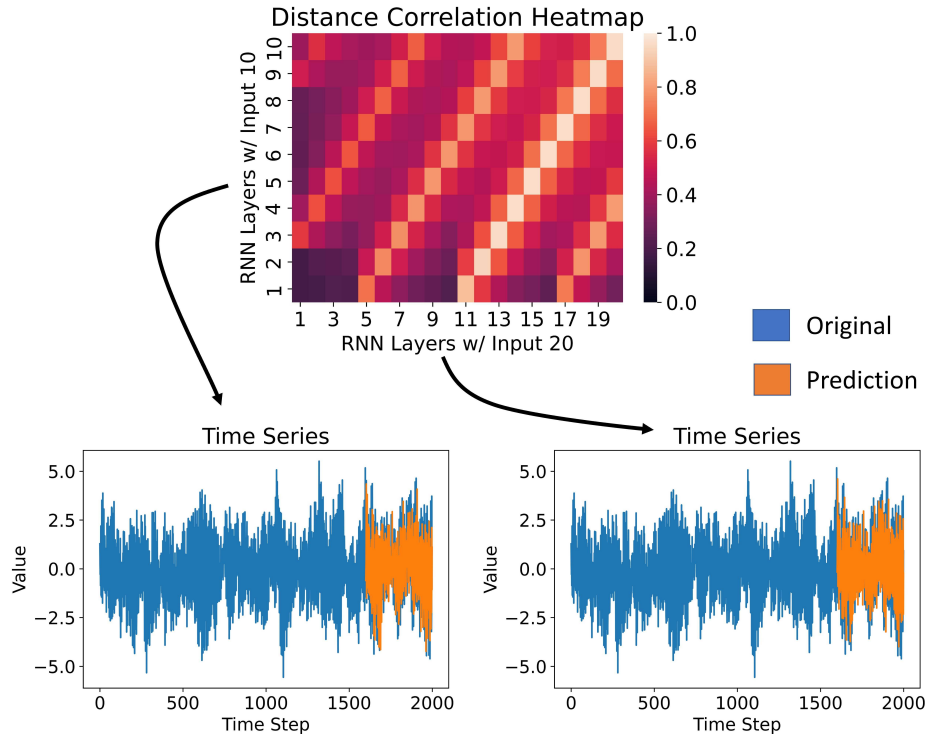 Distance Correlation Heatmap
RNN Layers w/ Input 10
10
9
8
7
6
5
4
3
2
1
1 3 5 7 9 11 13 15 17 19
RNN Layers w/ Input 20
1.0
0.8
0.6
0.4
0.2
0.0
Original
Prediction
Time Series
Value
5.0
2.5
0.0
−2.5
−5.0
0 500 1000 1500 2000
Time Step
Time Series
Value
5.0
2.5
0.0
−2.5
−5.0
0 500 1000 1500 2000
Time Step